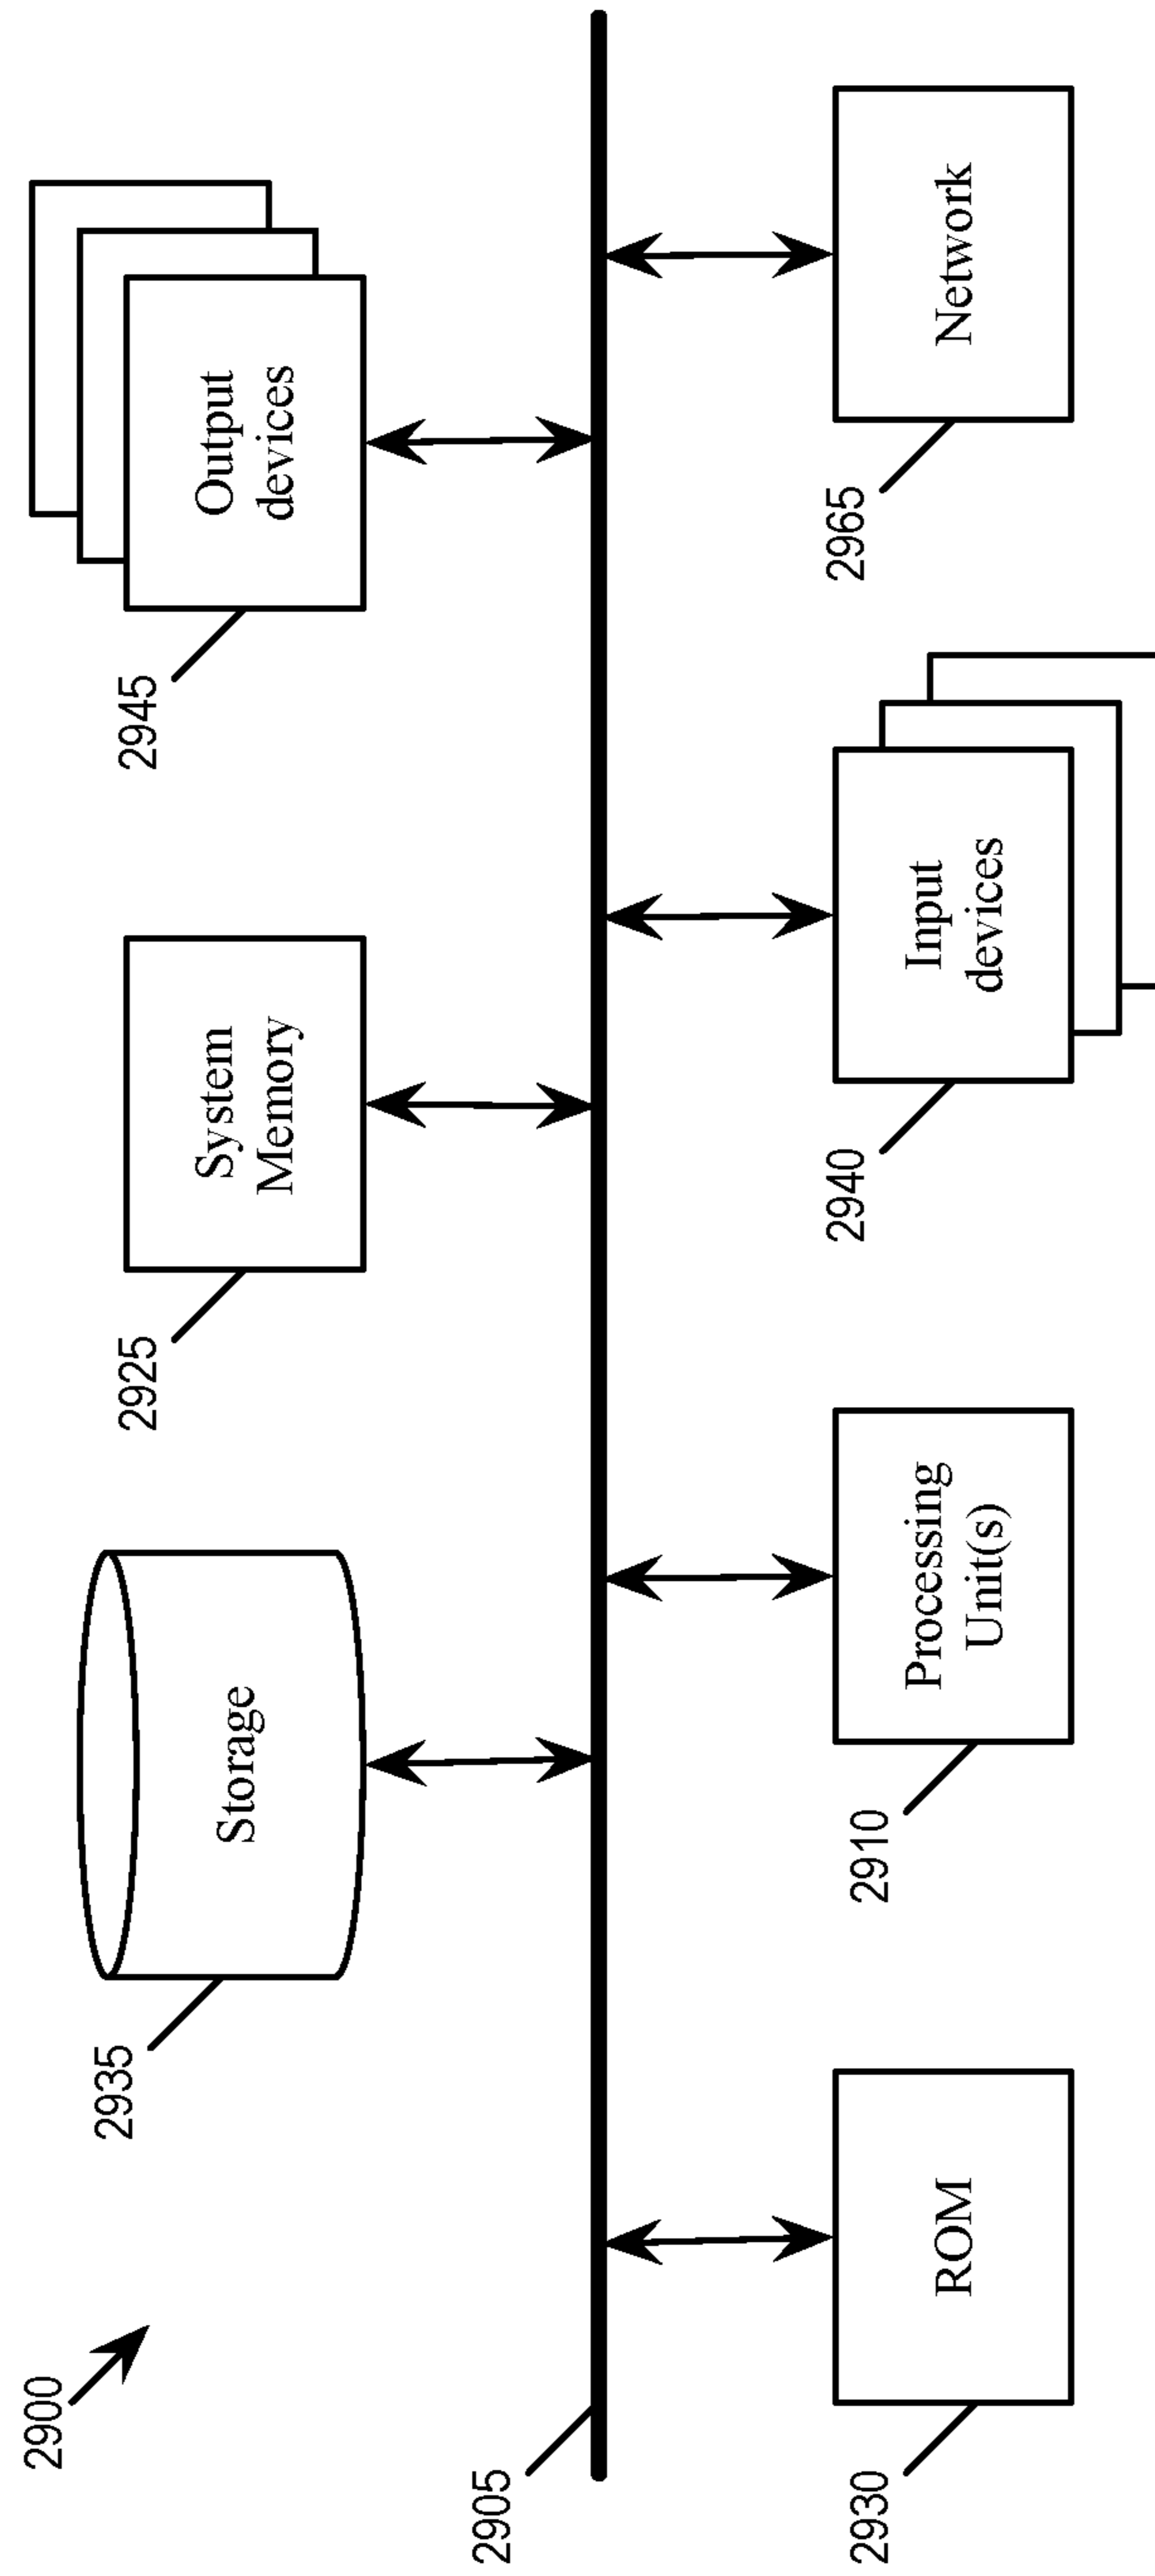 2900
2935
Storage
2925
System
Memory
2945
Output
devices
2905
2930
ROM
2910
Processing
Unit(s)
2940
Input
devices
2965
Network